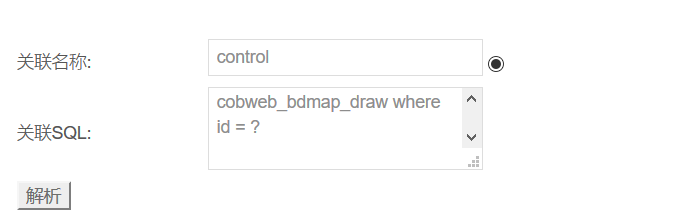 关联名称:
control
关联SQL:
cobweb_bdmap_draw where
id = ?
解析